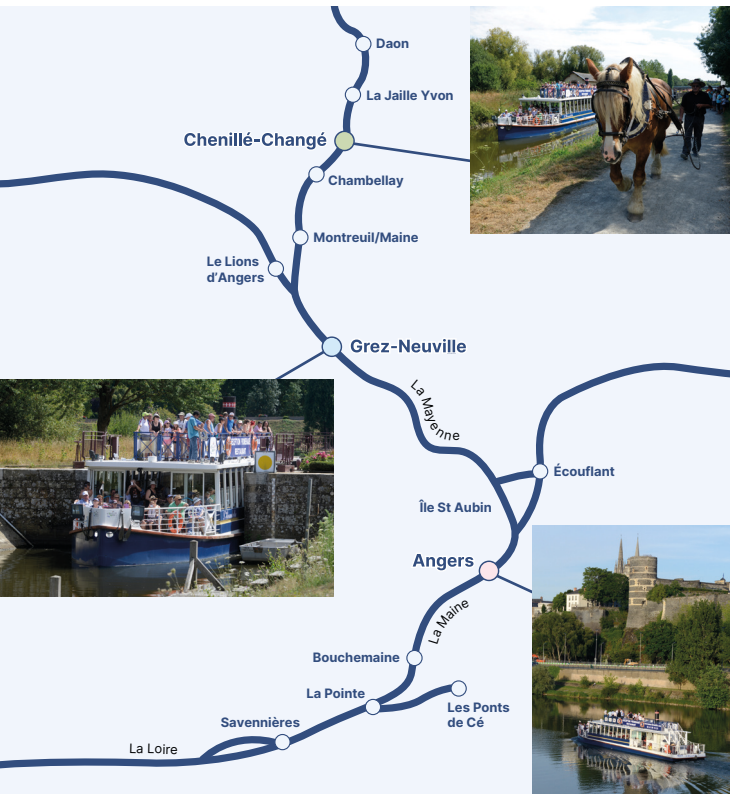 Daon
La Jaille Yvon
Chenillé-Changé
Chambellay
Montreuil/Maine
Le Lions
d'Angers
Grez-Neuville
La Mayenne
Écouflant
Île St Aubin
Angers
La Maine
Bouchemaine
La Pointe
Les Ponts
de Cé
Savennières
La Loire